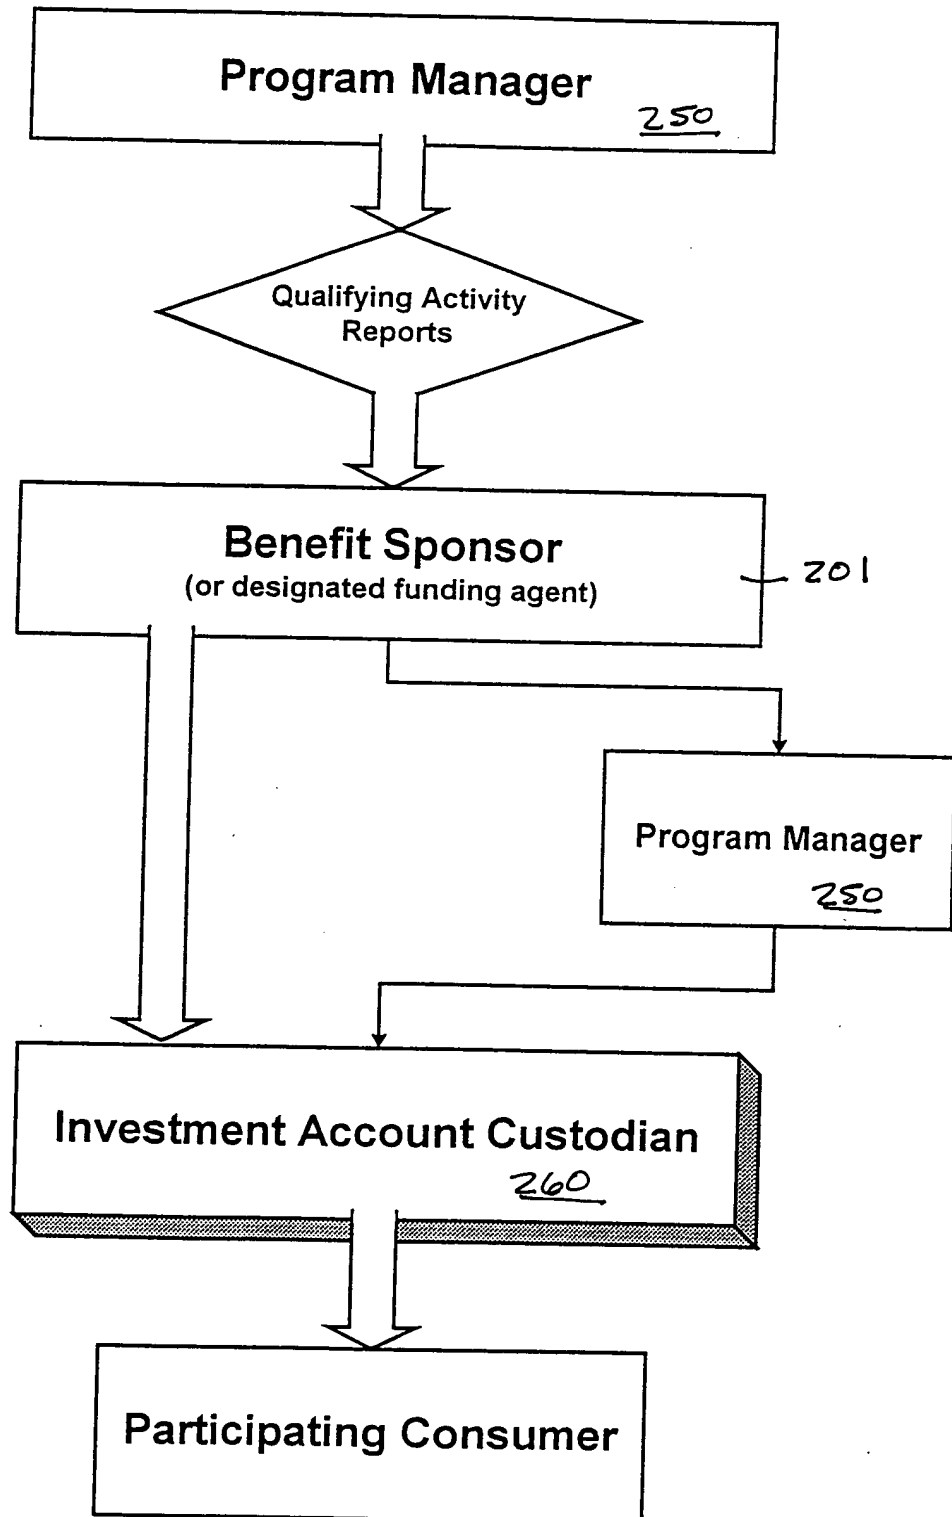 Program Manager
250
Qualifying Activity
Reports
Benefit Sponsor
(or designated funding agent)
201
Program Manager
250
Investment Account Custodian
260
Participating Consumer